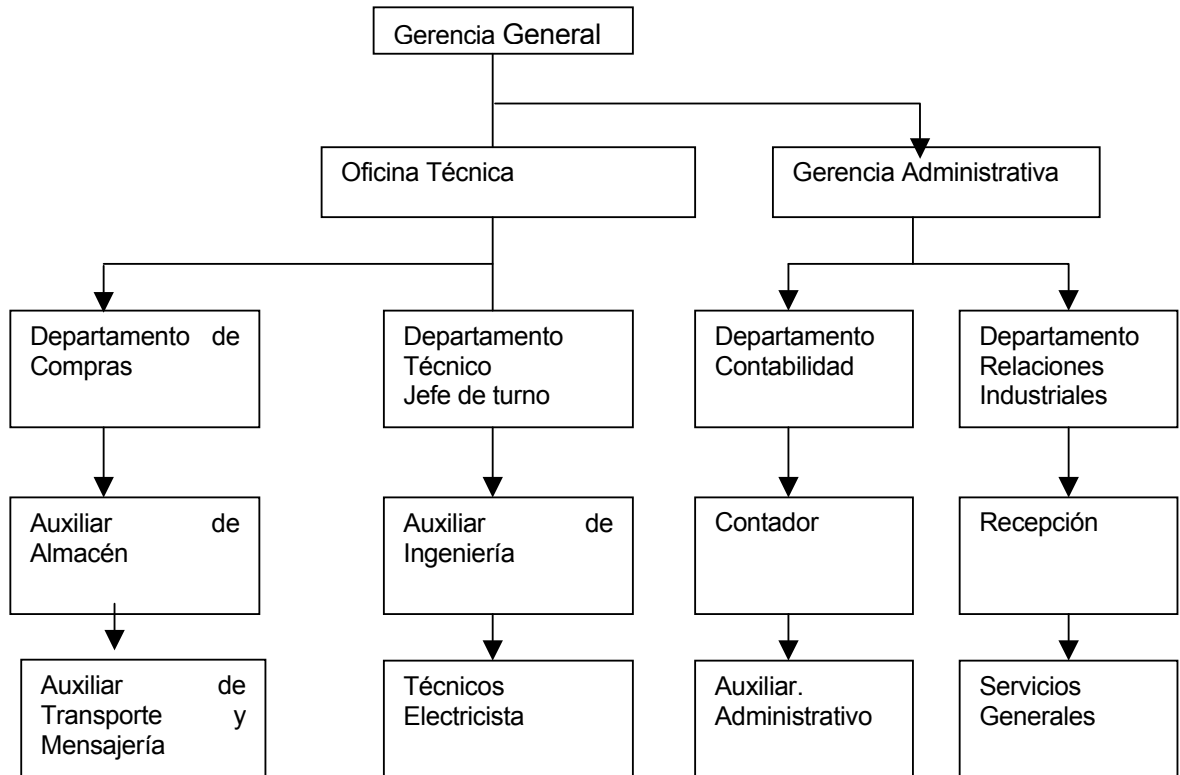 Gerencia General
Oficina Técnica
Gerencia Administrativa
Departamento de
Compras
Departamento
Técnico
Jefe de turno
Departamento
Contabilidad
Departamento
Relaciones
Industriales
Auxiliar de
Almacén
Auxiliar de
Ingeniería
Contador
Recepción
Auxiliar de
Transporte y
Mensajería
Técnicos
Electricista
Auxiliar.
Administrativo
Servicios
Generales